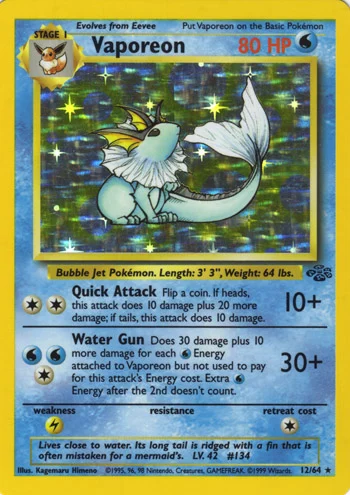 STAGE 1
Evolves from Eevee
Put Vaporeon on the Basic Pokémon
Vaporeon
80 HP
Bubble Jet Pokémon. Length: 3' 3", Weight: 64 lbs.
Quick Attack Flip a coin. If heads,
this attack does 10 damage plus 20 more
damage; if tails, this attack does 10 damage.
10+
Water Gun Does 30 damage plus 10
more damage for each Energy
attached to Vaporeon but not used to pay
for this attack's Energy cost. Extra
Energy after the 2nd doesn't count.
30+
weakness
resistance
retreat cost
Lives close to water. Its long tail is ridged with a fin that is
often mistaken for a mermaid's. LV. 42 #134
Illus. Kagemaru Himeno
©1995, 96, 98 Nintendo, Creatures, GAMEFREAK. ©1999 Wizards.
12/64